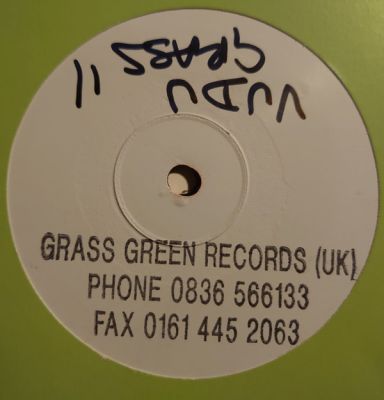 VUDU
GRASS 11
GRASS GREEN RECORDS (UK)
PHONE 0836 566133
FAX 0161 445 2063